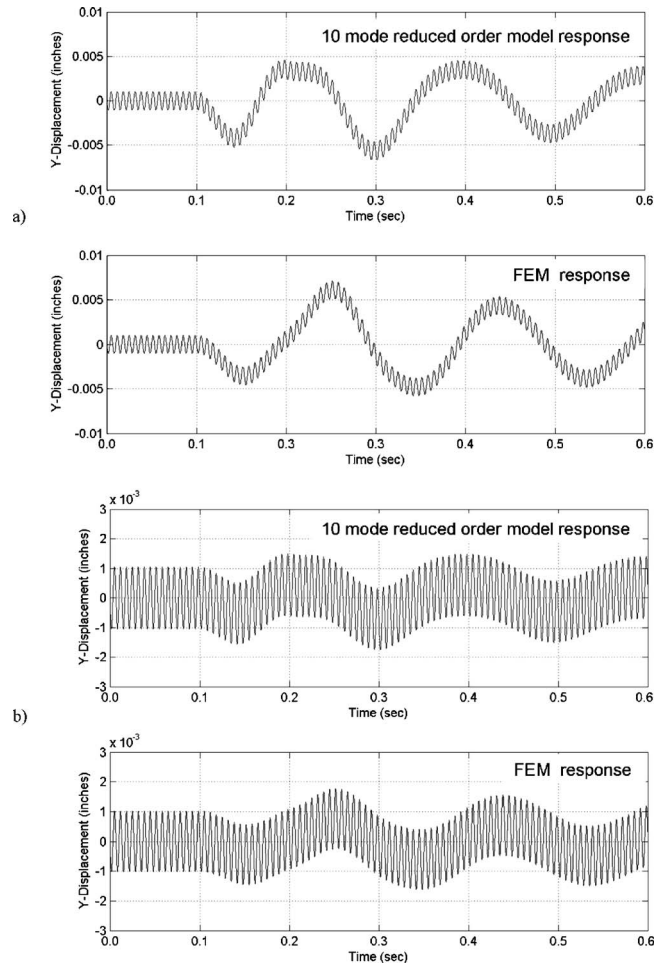 0.01
10 mode reduced order model response
0.005
0
-0.005
-0.01
Y-Displacement (inches)
0.0 0.1 0.2 0.3 0.4 0.5 0.6
Time (sec)
a)
0.01
FEM response
0.005
0
-0.005
-0.01
Y-Displacement (inches)
0.0 0.1 0.3 0.3 0.4 0.5 0.6
Time (sec)
x 10⁻³
3
10 mode reduced order model response
2
1
0
-1
-2
-3
Y-Displacement (inches)
0.0 0.1 0.2 0.3 0.4 0.5 0.6
Time (sec)
b)
x 10⁻³
3
FEM response
2
1
0
-1
-2
-3
Y-Displacement (inches)
0.0 0.1 0.2 0.3 0.4 0.5 0.6
Time (sec)